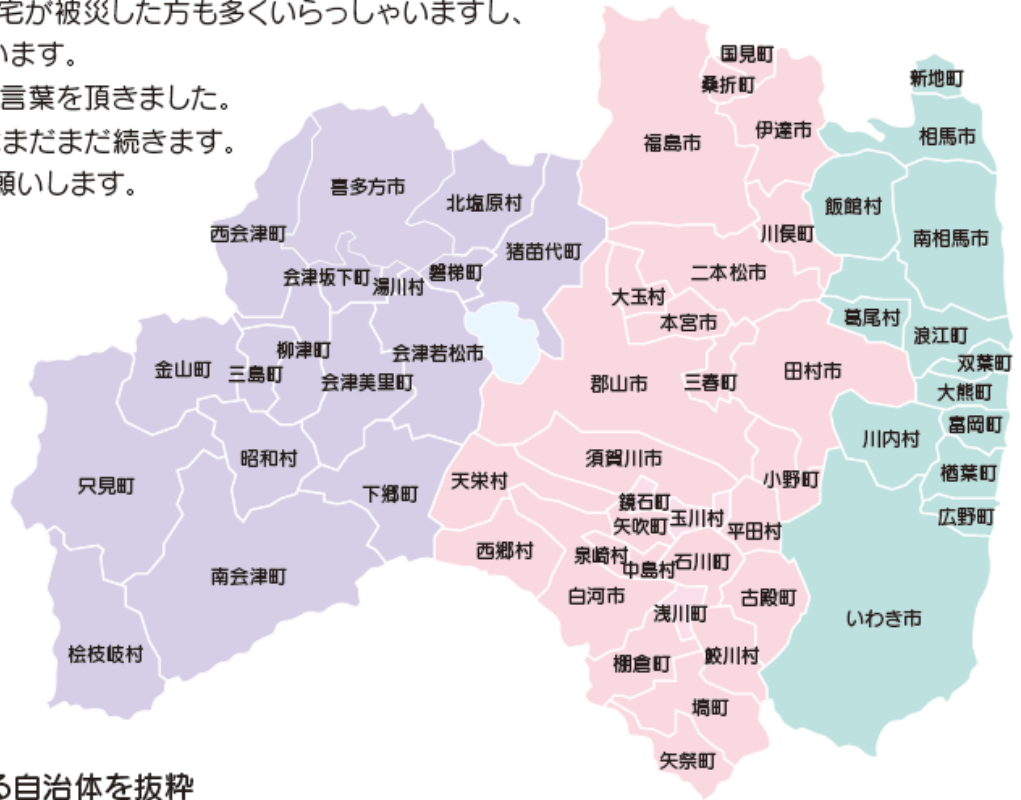 宅が被災した方も多くいらっしゃいますし、
います。
言葉を頂きました。
まだまだ続きます。
願いします。
国見町
桑折町
新地町
伊達市
相馬市
福島市
喜多方市
北塩原村
飯館村
西会津町
川俣町
南相馬市
猪苗代町
会津坂下町
湯川村
磐梯町
二本松市
大玉村
本宮市
葛尾村
浪江町
柳津町
会津若松市
双葉町
金山町
三島町
会津美里町
郡山市
三春町
田村市
大熊町
富岡町
川内村
昭和村
須賀川市
楢葉町
只見町
下郷町
天栄村
小野町
鏡石町
玉川村
広野町
矢吹町
平田村
西郷村
泉崎村
中島村
石川町
南会津町
白河市
古殿町
浅川町
いわき市
桧枝岐村
棚倉町
鮫川村
塙町
矢祭町
る自治体を抜粋